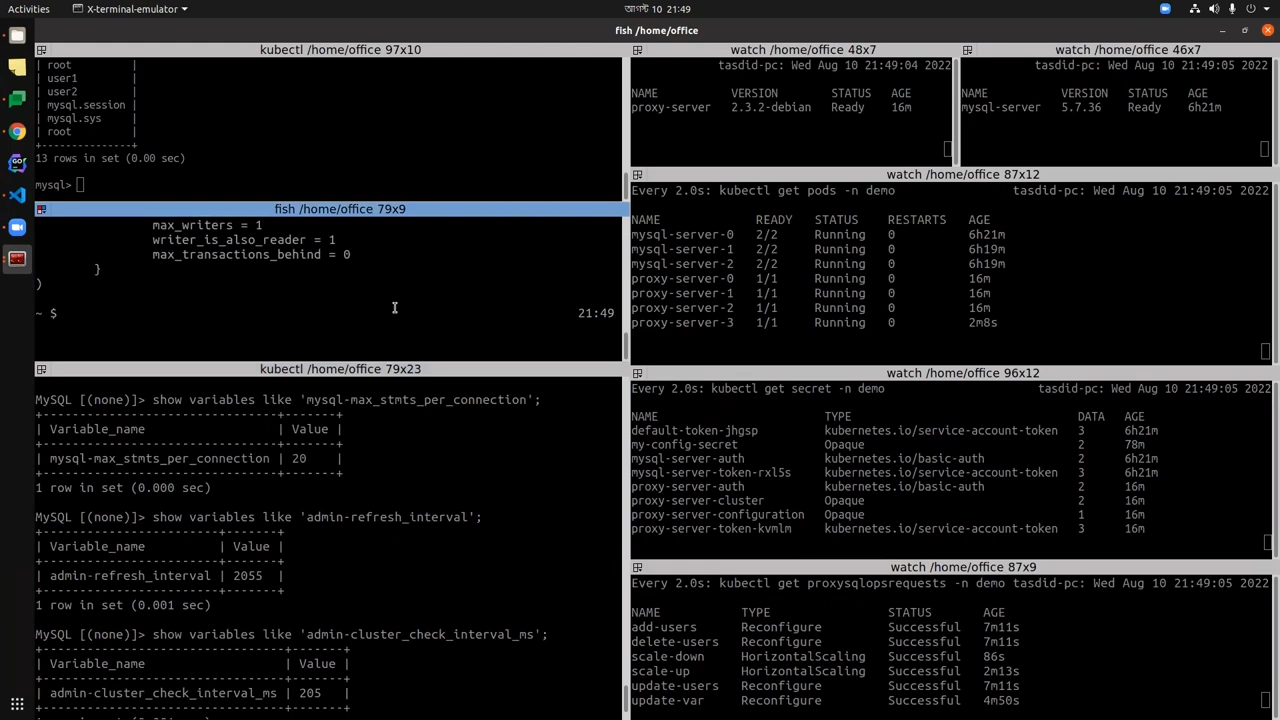 Activities
X-terminal-emulator
আগস্ট 10 21:49
fish /home/office
kubectl /home/office 97x10
| root |
| user1 |
| user2 |
| mysql.session |
| mysql.sys |
| root |
+---------------+
13 rows in set (0.00 sec)
mysql>
fish /home/office 79x9
max_writers = 1
writer_is_also_reader = 1
max_transactions_behind = 0
}
)
~ $ 21:49
kubectl /home/office 79x23
MySQL [(none)]> show variables like 'mysql-max_stmts_per_connection';
+--------------------------------+-------+
| Variable_name | Value |
+--------------------------------+-------+
| mysql-max_stmts_per_connection | 20 |
+--------------------------------+-------+
1 row in set (0.000 sec)
MySQL [(none)]> show variables like 'admin-refresh_interval';
+------------------------+-------+
| Variable_name | Value |
+------------------------+-------+
| admin-refresh_interval | 2055 |
+------------------------+-------+
1 row in set (0.001 sec)
MySQL [(none)]> show variables like 'admin-cluster_check_interval_ms';
+---------------------------------+-------+
| Variable_name | Value |
+---------------------------------+-------+
| admin-cluster_check_interval_ms | 205 |
watch /home/office 48x7
tasdid-pc: Wed Aug 10 21:49:04 2022
NAME VERSION STATUS AGE
proxy-server 2.3.2-debian Ready 16m
watch /home/office 46x7
tasdid-pc: Wed Aug 10 21:49:05 2022
NAME VERSION STATUS AGE
mysql-server 5.7.36 Ready 6h21m
watch /home/office 87x12
Every 2.0s: kubectl get pods -n demo tasdid-pc: Wed Aug 10 21:49:05 2022
NAME READY STATUS RESTARTS AGE
mysql-server-0 2/2 Running 0 6h21m
mysql-server-1 2/2 Running 0 6h19m
mysql-server-2 2/2 Running 0 6h19m
proxy-server-0 1/1 Running 0 16m
proxy-server-1 1/1 Running 0 16m
proxy-server-2 1/1 Running 0 16m
proxy-server-3 1/1 Running 0 2m8s
watch /home/office 96x12
Every 2.0s: kubectl get secret -n demo tasdid-pc: Wed Aug 10 21:49:05 2022
NAME TYPE DATA AGE
default-token-jhgsp kubernetes.io/service-account-token 3 6h21m
my-config-secret Opaque 2 78m
mysql-server-auth kubernetes.io/basic-auth 2 6h21m
mysql-server-token-rxl5s kubernetes.io/service-account-token 3 6h21m
proxy-server-auth kubernetes.io/basic-auth 2 16m
proxy-server-cluster Opaque 2 16m
proxy-server-configuration Opaque 1 16m
proxy-server-token-kvmlm kubernetes.io/service-account-token 3 16m
watch /home/office 87x9
Every 2.0s: kubectl get proxysqlopsrequests -n demo tasdid-pc: Wed Aug 10 21:49:05 2022
NAME TYPE STATUS AGE
add-users Reconfigure Successful 7m11s
delete-users Reconfigure Successful 7m11s
scale-down HorizontalScaling Successful 86s
scale-up HorizontalScaling Successful 2m13s
update-users Reconfigure Successful 7m11s
update-var Reconfigure Successful 4m50s